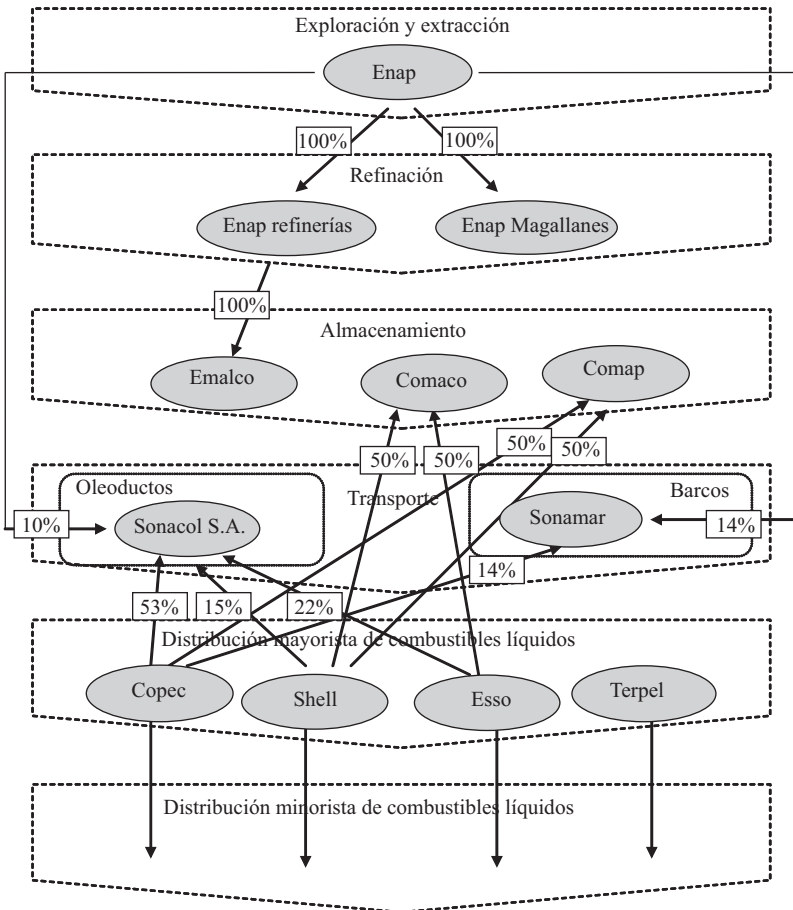 Exploración y extracción
Enap
100%
100%
Refinación
Enap refinerías
Enap Magallanes
100%
Almacenamiento
Emalco
Comaco
Comap
50%
50%
50%
50%
Oleoductos
Transporte
Barcos
10%
Sonacol S.A.
Sonamar
14%
14%
53%
15%
22%
Distribución mayorista de combustibles líquidos
Copec
Shell
Esso
Terpel
Distribución minorista de combustibles líquidos